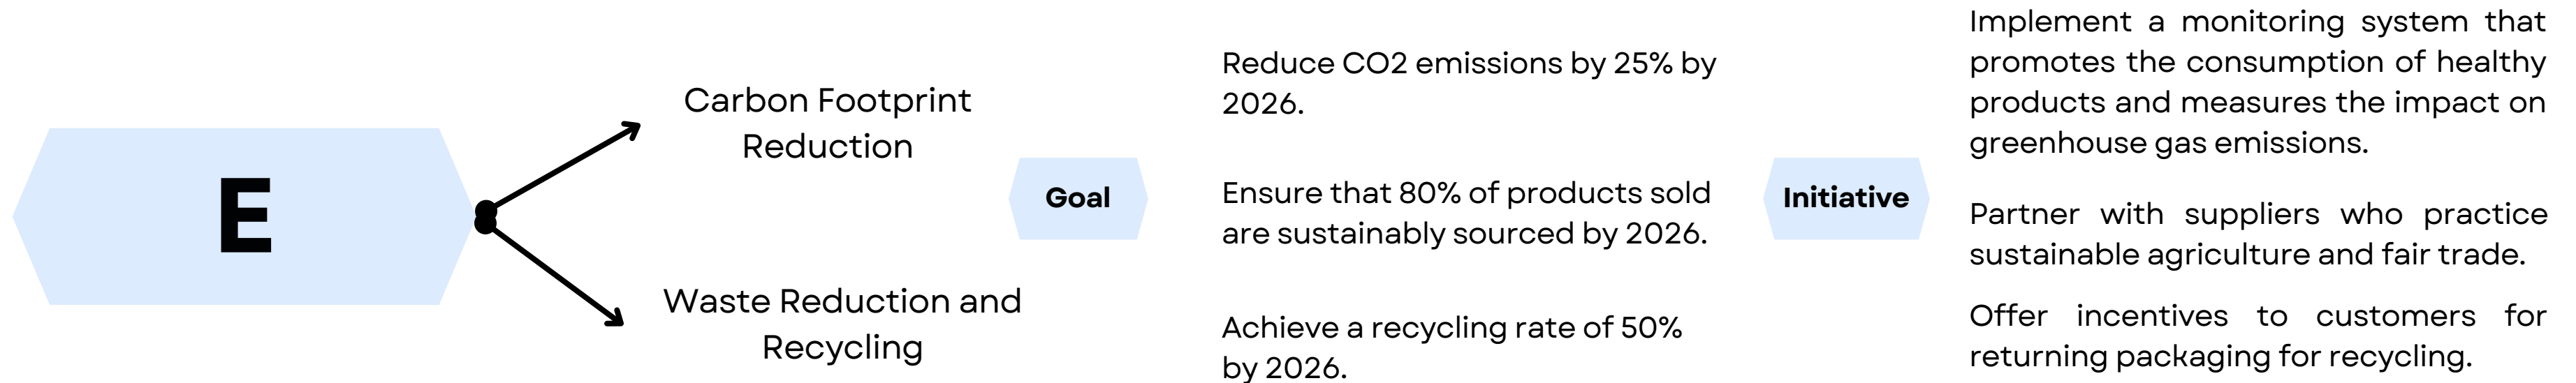 E
Carbon Footprint
Reduction
Waste Reduction and
Recycling
Goal
Reduce CO2 emissions by 25% by
2026.
Ensure that 80% of products sold
are sustainably sourced by 2026.
Achieve a recycling rate of 50%
by 2026.
Initiative
Implement a monitoring system that
promotes the consumption of healthy
products and measures the impact on
greenhouse gas emissions.
Partner with suppliers who practice
sustainable agriculture and fair trade.
Offer incentives to customers for
returning packaging for recycling.